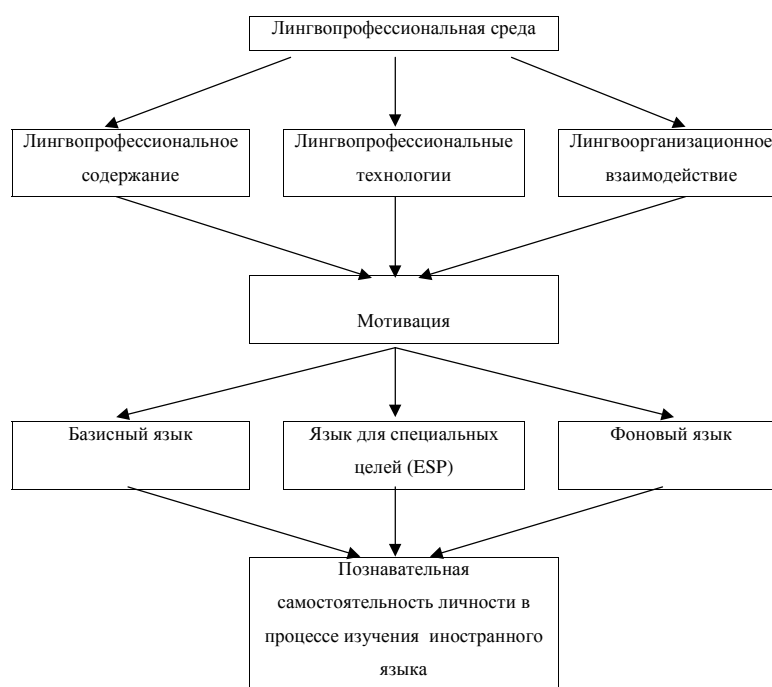 Лингвопрофессиональная среда
Лингвопрофессиональное
содержание
Лингвопрофессиональные
технологии
Лингвоорганизационное
взаимодействие
Мотивация
Базисный язык
Язык для специальных
целей (ESP)
Фоновый язык
Познавательная
самостоятельность личности в
процессе изучения иностранного
языка